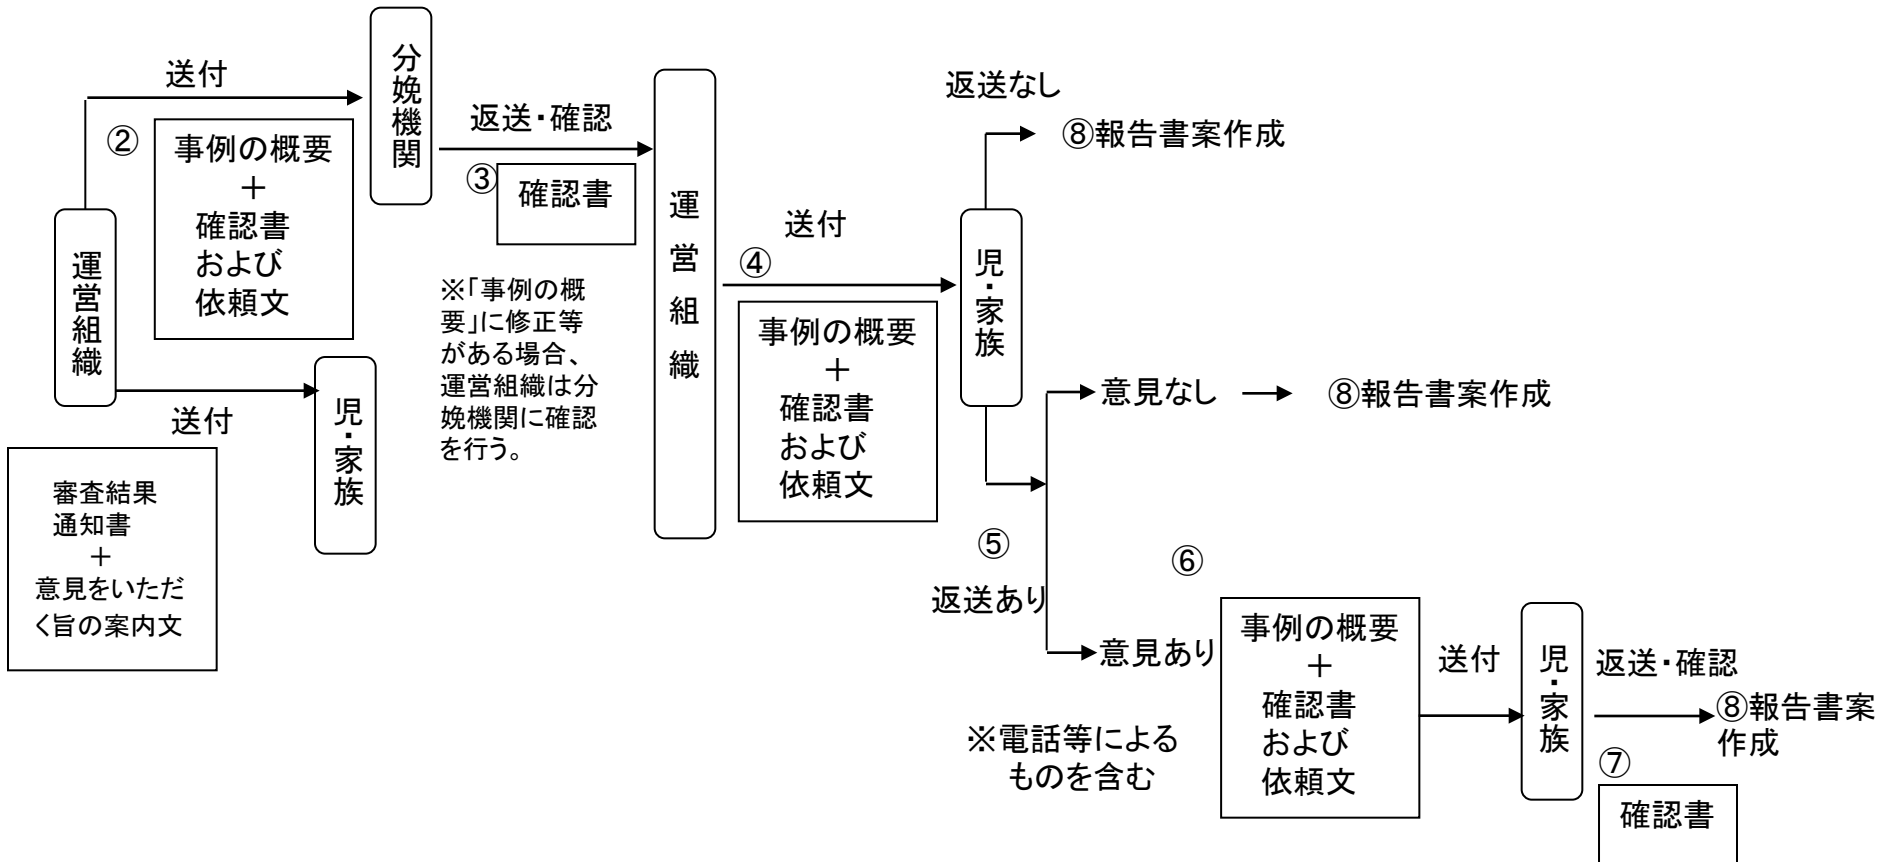 送付
②
事例の概要
＋
確認書
および
依頼文
運営組織
送付
審査結果
通知書
＋
意見をいただ
く旨の案内文
児・家族
分娩機関
返送・確認
③
確認書
※「事例の概
要」に修正等
がある場合、
運営組織は分
娩機関に確認
を行う。
運営組織
送付
④
事例の概要
＋
確認書
および
依頼文
児・家族
返送なし
⑧報告書案作成
意見なし
⑧報告書案作成
⑤
返送あり
意見あり
※電話等による
ものを含む
⑥
事例の概要
＋
確認書
および
依頼文
送付
児・家族
返送・確認
⑧報告書案
作成
⑦
確認書